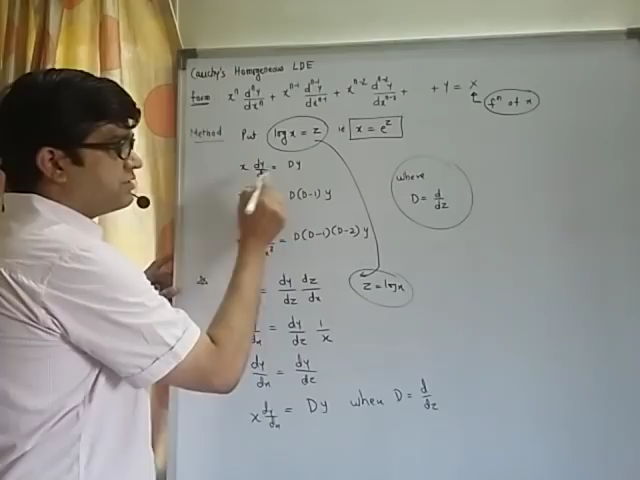 Cauchy's Homogeneous LDE
form x^n d^n y/dx^n + x^{n-1} d^{n-1}y/dx^{n-1} + x^{n-2} d^{n-2}y/dx^{n-2} + y = X
f^n of x
Method Put log x = z ie x = e^z
x dy/dx = Dy
D(D-1) y
where D = d/dz
= D(D-1)(D-2) y
= dy/dz dz/dx
z = log x
= dy/dz 1/x
dy/dx = dy/dz
x dy/dx = Dy when D = d/dz